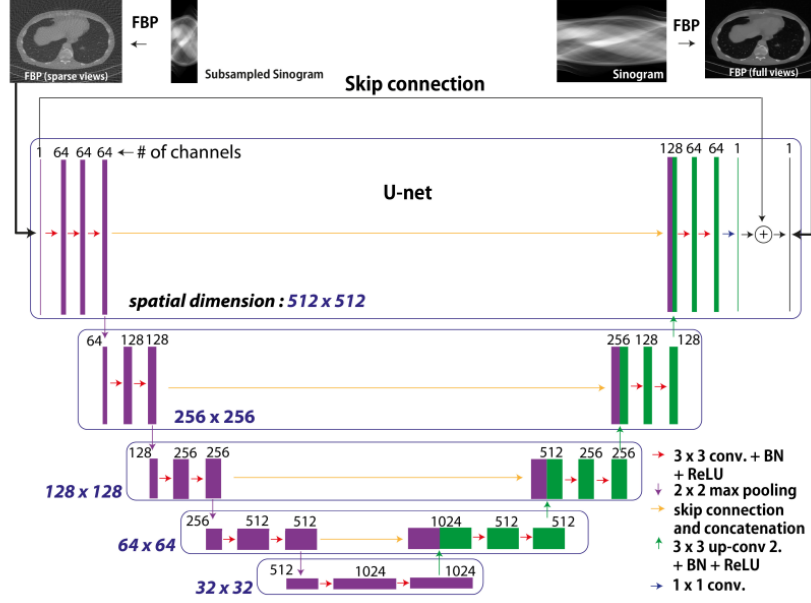 FBP
FBP (sparse views)
Subsampled Sinogram
Sinogram
FBP
FBP (full views)
Skip connection
1 64 64 64 ← # of channels
128 64 64 1 1
U-net
+
spatial dimension : 512 x 512
64 128 128
256 128 128
256 x 256
128 256 256
512 256 256
128 x 128
256 512 512
1024 512 512
64 x 64
512 1024 1024
32 x 32
3 x 3 conv. + BN
+ ReLU
2 x 2 max pooling
skip connection
and concatenation
3 x 3 up-conv 2.
+ BN + ReLU
1 x 1 conv.